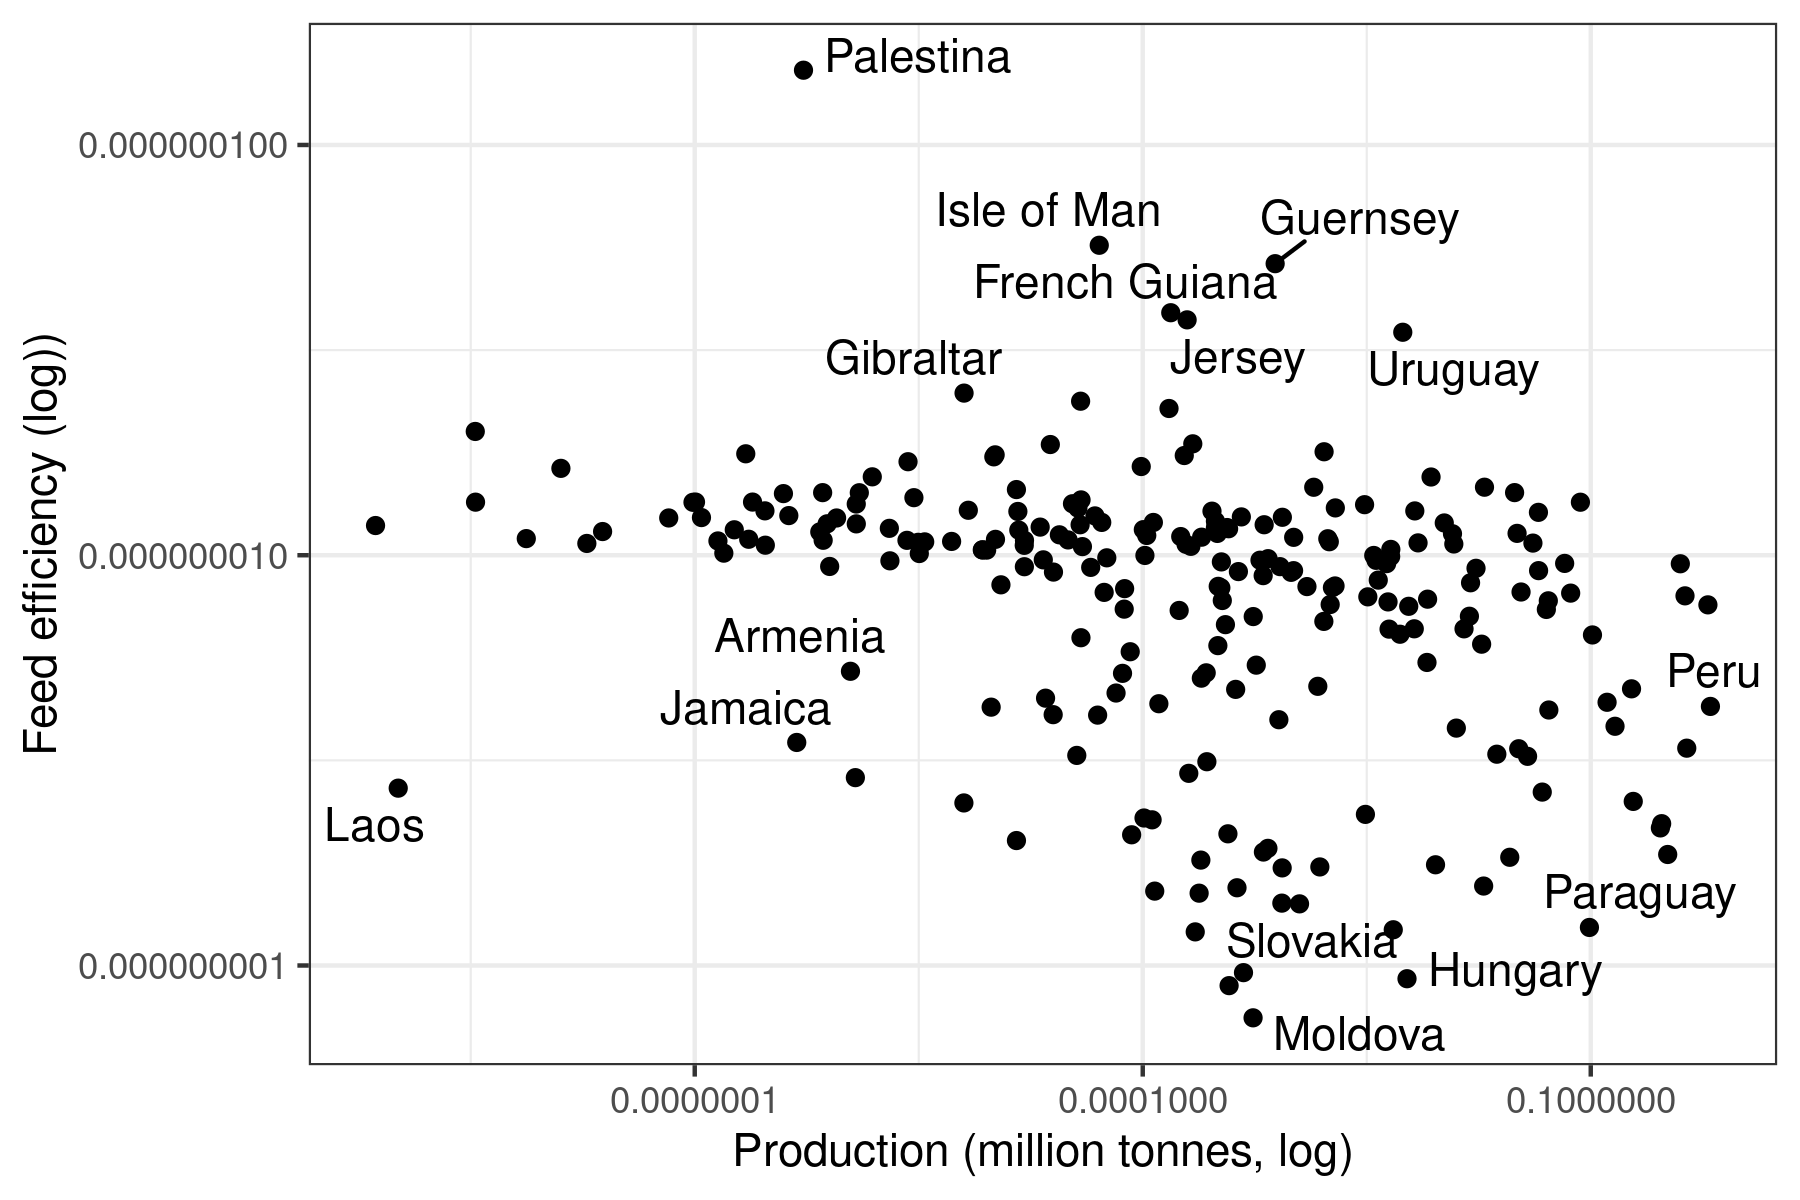 Palestina
0.000000100
Isle of Man
Guernsey
French Guiana
Gibraltar
Jersey
Uruguay
Feed efficiency (log))
0.000000010
Armenia
Peru
Jamaica
Laos
Paraguay
Slovakia
0.000000001
Hungary
Moldova
0.0000001
0.0001000
0.1000000
Production (million tonnes, log)